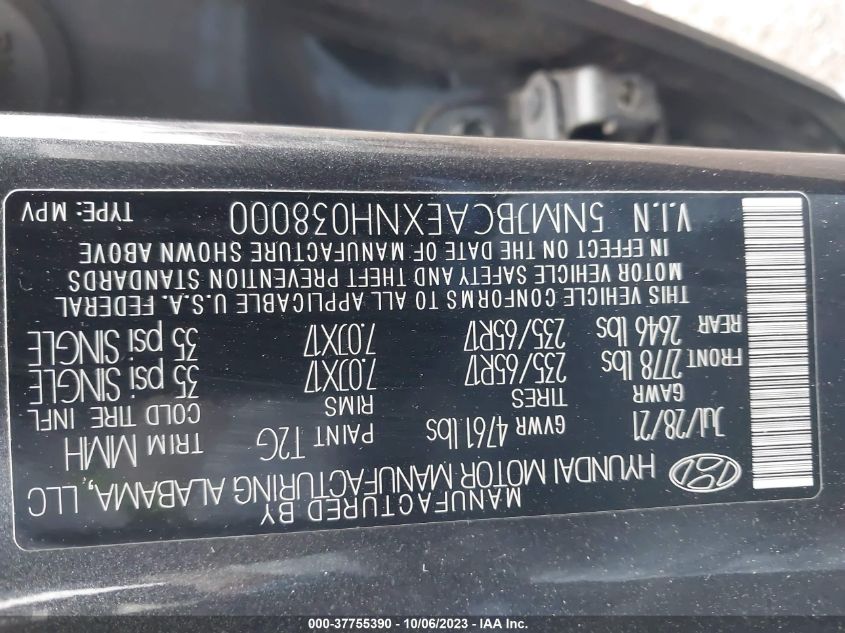 MANUFACTURED BY
HYUNDAI MOTOR MANUFACTURING ALABAMA, LLC
Jul/28/21 GVWR 4761 lbs PAINT T2G TRIM MMH
GAWR TIRES RIMS COLD TIRE INFL
FRONT 2778 lbs 235/65R17 7.0JX17 35 psi SINGLE
REAR 2646 lbs 235/65R17 7.0JX17 35 psi SINGLE
THIS VEHICLE CONFORMS TO ALL APPLICABLE U.S.A. FEDERAL
MOTOR VEHICLE SAFETY AND THEFT PREVENTION STANDARDS
IN EFFECT ON THE DATE OF MANUFACTURE SHOWN ABOVE
V.I.N 5NMJBCAEXNH038000 TYPE: MPV
000-37755390 - 10/06/2023 - IAA Inc.